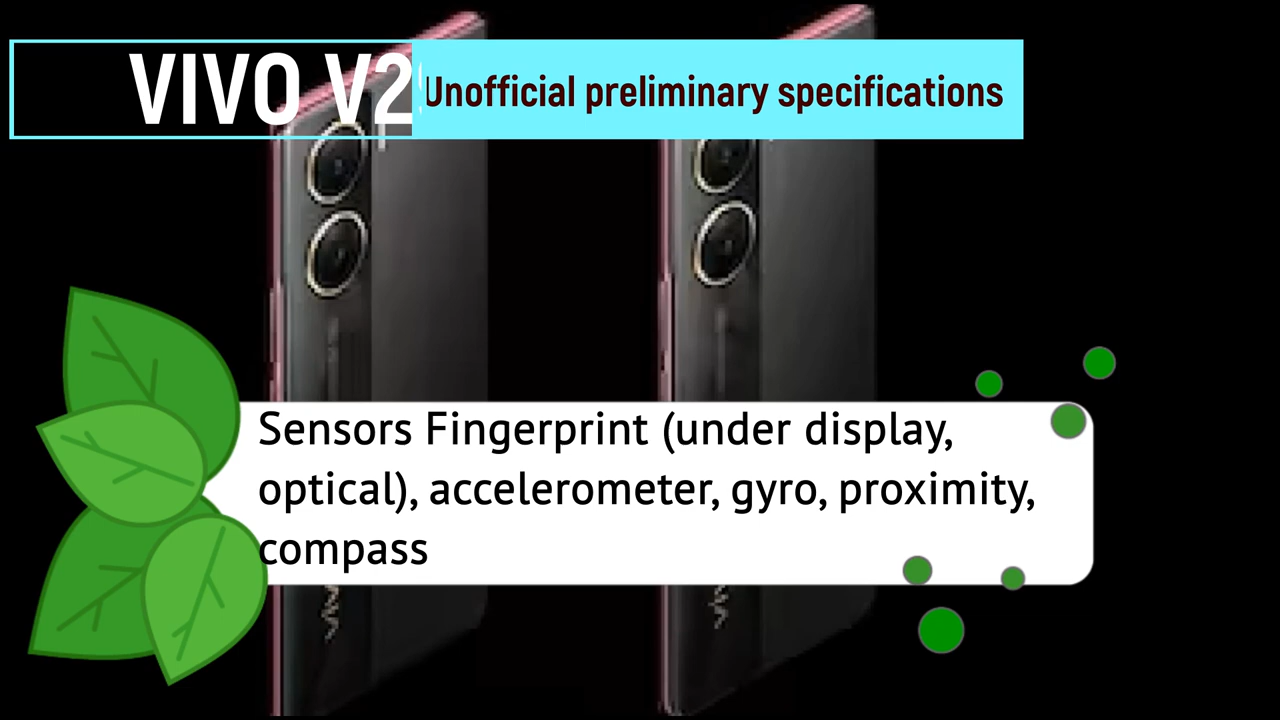 VIVO V2
Unofficial preliminary specifications
Sensors Fingerprint (under display,
optical), accelerometer, gyro, proximity,
compass